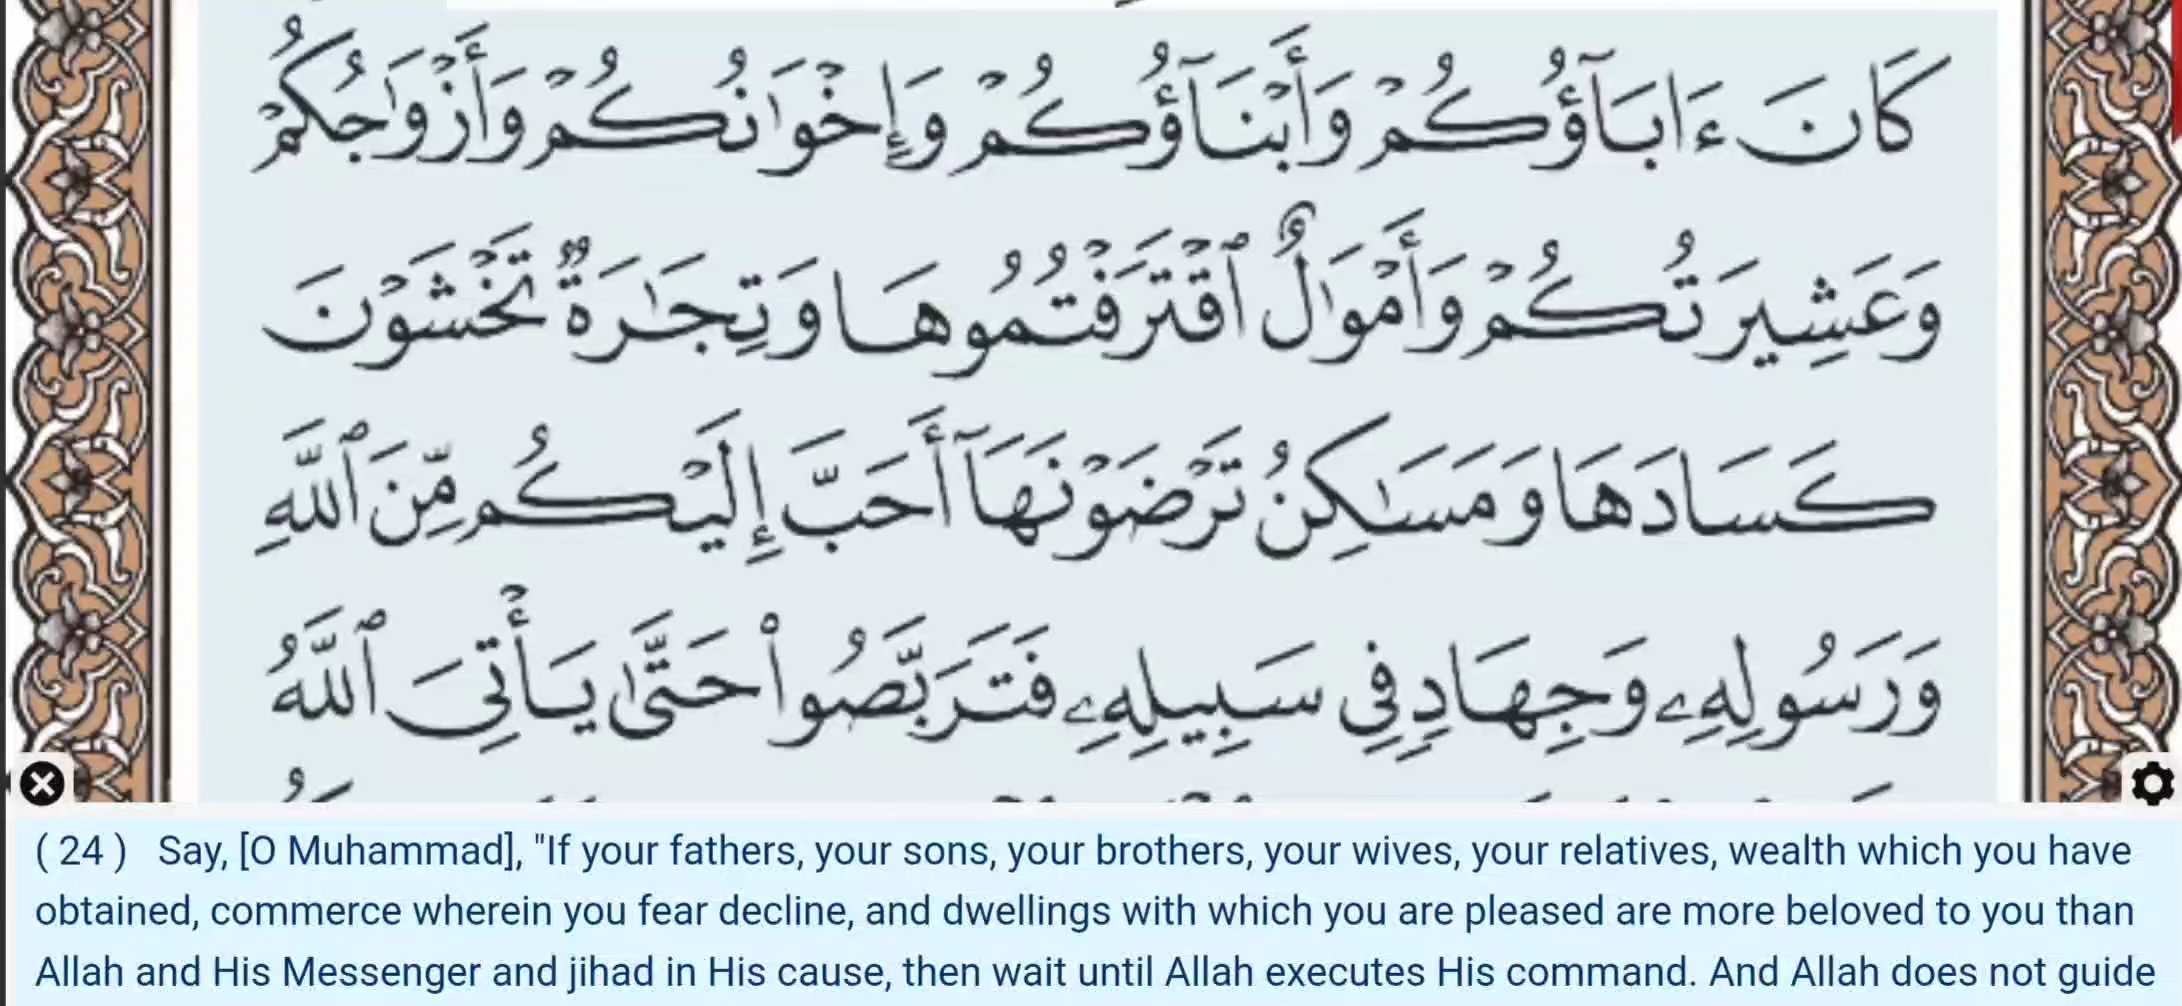 كَانَ ءَابَآؤُكُمْ وَأَبْنَآؤُكُمْ وَإِخْوَٰنُكُمْ وَأَزْوَٰجُكُمْ
وَعَشِيرَتُكُمْ وَأَمْوَٰلٌ ٱقْتَرَفْتُمُوهَا وَتِجَٰرَةٌ تَخْشَوْنَ
كَسَادَهَا وَمَسَٰكِنُ تَرْضَوْنَهَآ أَحَبَّ إِلَيْكُم مِّنَ ٱللَّهِ
وَرَسُولِهِۦ وَجِهَادٍ فِى سَبِيلِهِۦ فَتَرَبَّصُوا۟ حَتَّىٰ يَأْتِىَ ٱللَّهُ
( 24 ) Say, [O Muhammad], "If your fathers, your sons, your brothers, your wives, your relatives, wealth which you have
obtained, commerce wherein you fear decline, and dwellings with which you are pleased are more beloved to you than
Allah and His Messenger and jihad in His cause, then wait until Allah executes His command. And Allah does not guide